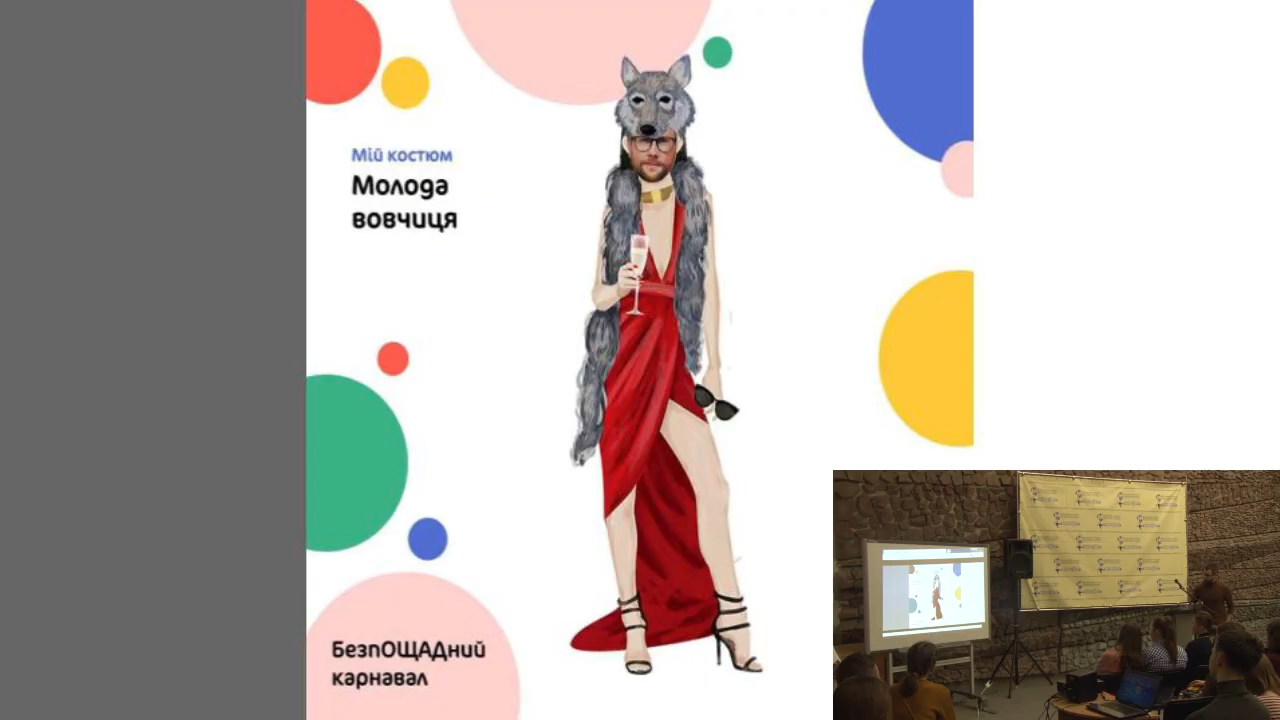 Мій костюм
Молода
вовчиця
БезпОЩАДний
карнавал